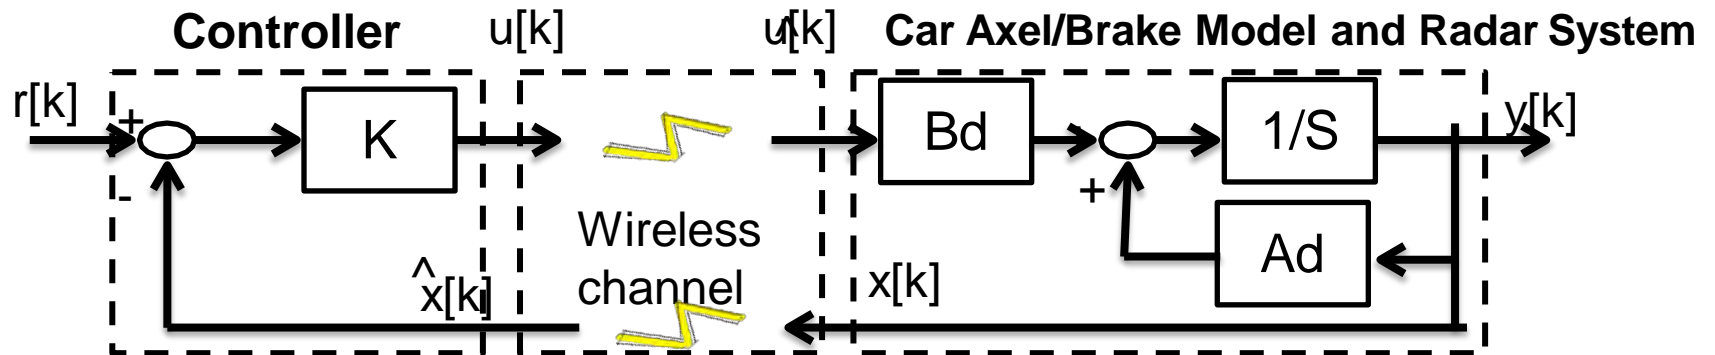 Controller u[k] û[k] Car Axel/Brake Model and Radar System
r[k] + K Bd 1/S y[k]
- + Ad
Wireless
channel
^
x[k] x[k]